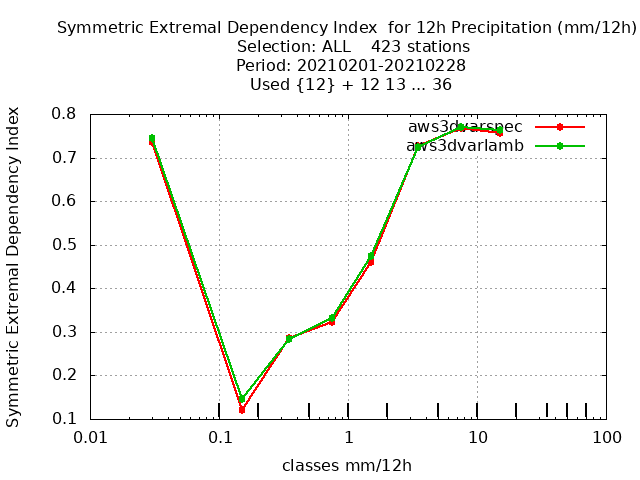 Symmetric Extremal Dependency Index  for 12h Precipitation (mm/12h)
Selection: ALL    423 stations
Period: 20210201-20210228
Used {12} + 12 13 ... 36
Symmetric Extremal Dependency Index
0.8
0.7
0.6
0.5
0.4
0.3
0.2
0.1
aws3dvarspec
aws3dvarlamb
0.01 0.1 1 10 100
classes mm/12h